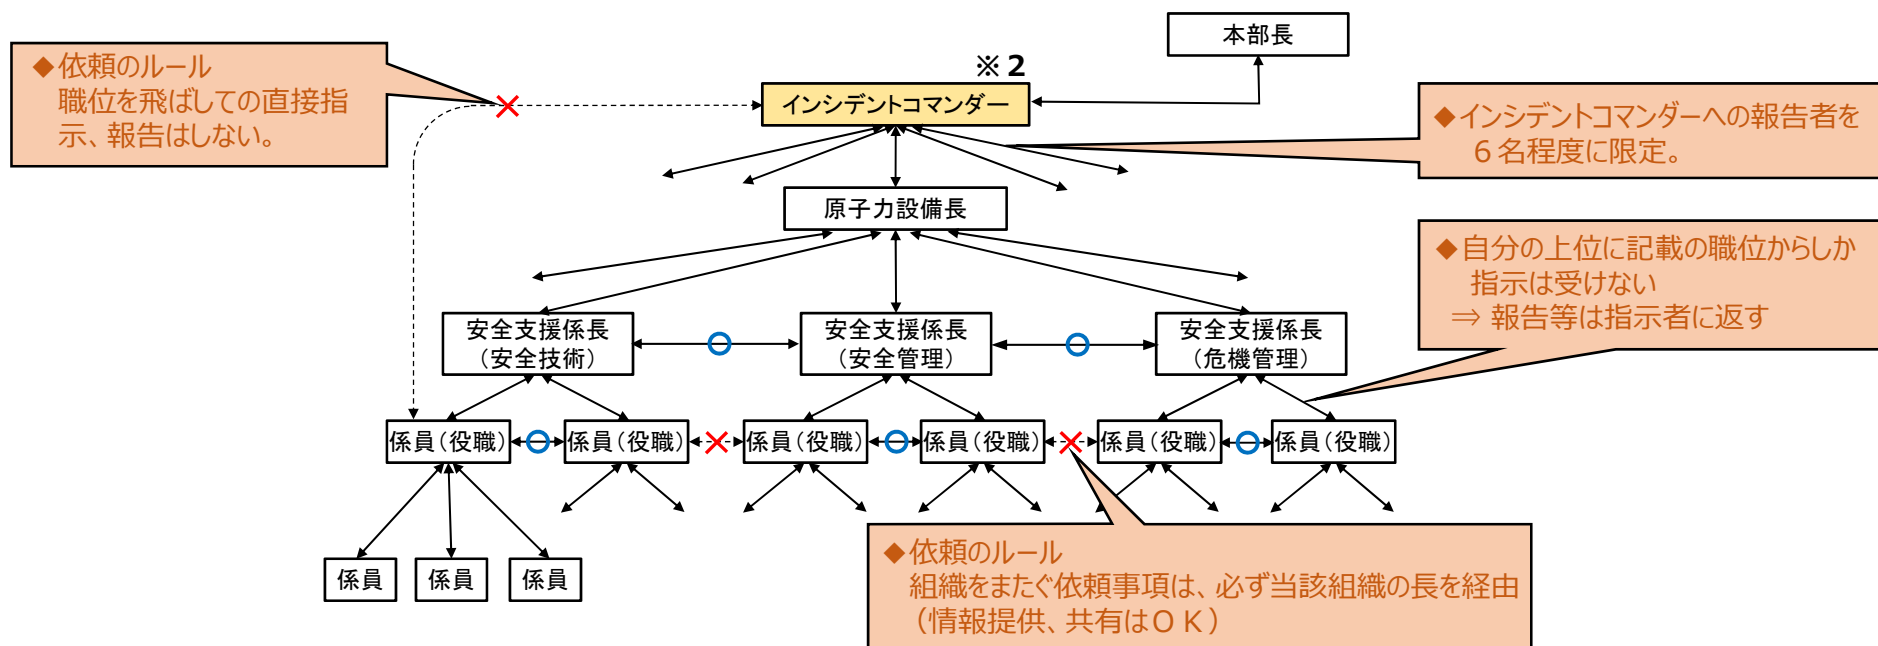 本部長
◆依頼のルール
職位を飛ばしての直接指
示、報告はしない。
※2
インシデントコマンダー
◆インシデントコマンダーへの報告者を
6名程度に限定。
原子力設備長
◆自分の上位に記載の職位からしか
指示は受けない
⇒ 報告等は指示者に返す
安全支援係長
（安全技術）
安全支援係長
（安全管理）
安全支援係長
（危機管理）
係員（役職）
係員（役職）
係員（役職）
係員（役職）
係員（役職）
係員（役職）
係員
係員
係員
◆依頼のルール
組織をまたぐ依頼事項は、必ず当該組織の長を経由
（情報提供、共有はＯＫ）